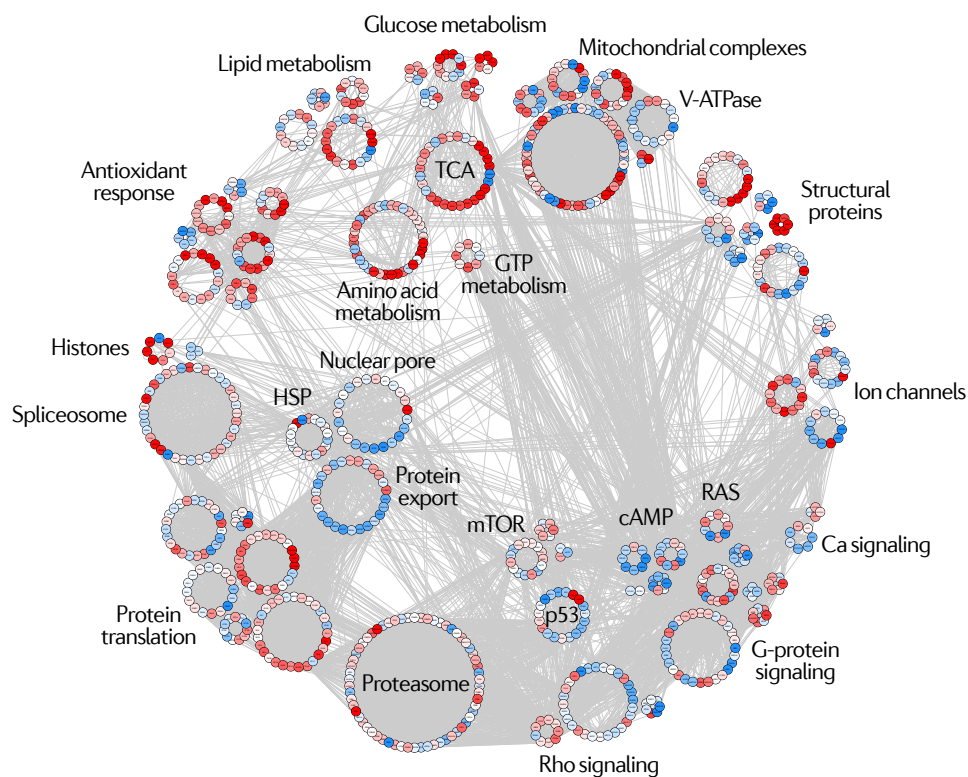 Glucose metabolism
Mitochondrial complexes
Lipid metabolism
V-ATPase
Antioxidant
response
TCA
Structural
proteins
GTP
metabolism
Amino acid
metabolism
Histones
Nuclear pore
HSP
Ion channels
Spliceosome
Protein
export
RAS
mTOR
cAMP
Ca signaling
Protein
translation
p53
G-protein
signaling
Proteasome
Rho signaling